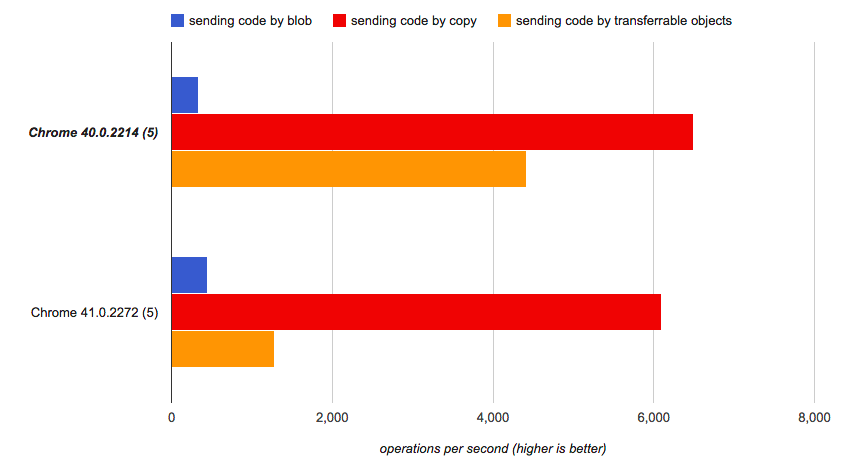 sending code by blob sending code by copy sending code by transferrable objects
Chrome 40.0.2214 (5)
Chrome 41.0.2272 (5)
0 2,000 4,000 6,000 8,000
operations per second (higher is better)